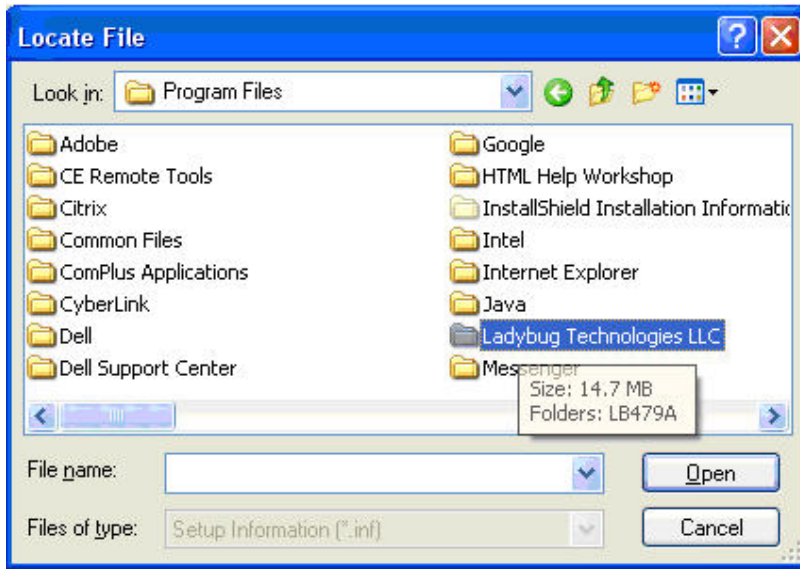 Locate File
Look in: Program Files
Adobe
CE Remote Tools
Citrix
Common Files
ComPlus Applications
CyberLink
Dell
Dell Support Center
Google
HTML Help Workshop
InstallShield Installation Informatic
Intel
Internet Explorer
Java
Ladybug Technologies LLC
Messenger
Size: 14.7 MB
Folders: LB479A
File name:
Open
Files of type: Setup Information (*.inf)
Cancel